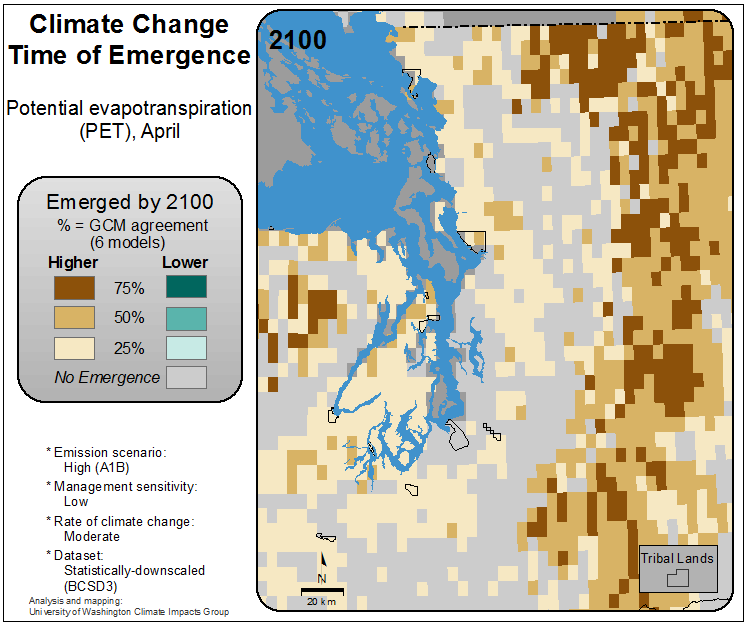 Climate Change
Time of Emergence
Potential evapotranspiration
(PET), April
Emerged by 2100
% = GCM agreement
(6 models)
Higher Lower
75%
50%
25%
No Emergence
* Emission scenario:
High (A1B)
* Management sensitivity:
Low
* Rate of climate change:
Moderate
* Dataset:
Statistically-downscaled
(BCSD3)
Analysis and mapping:
University of Washington Climate Impacts Group
2100
N
20 km
Tribal Lands